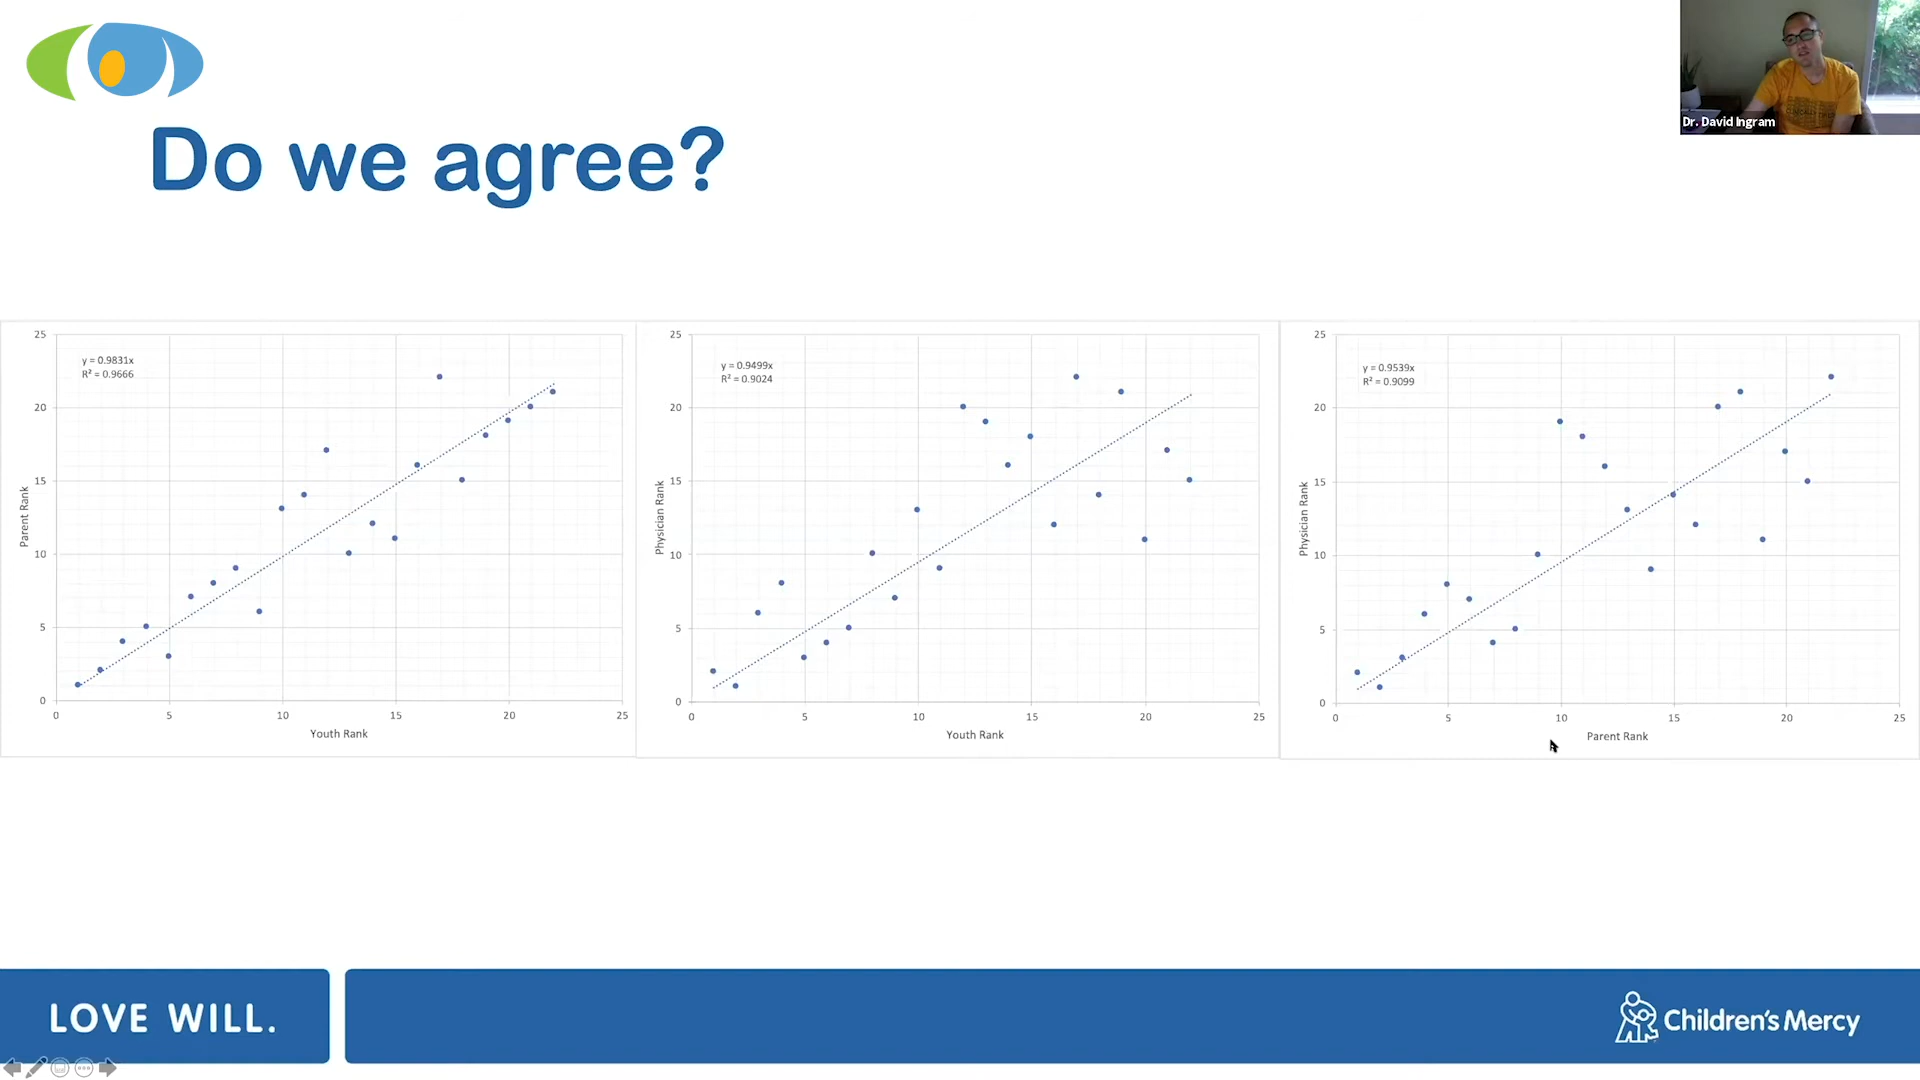 Do we agree?
Dr. David Ingram
y = 0.9831x
R² = 0.9666
25
20
15
10
5
0
0 5 10 15 20 25
Parent Rank
Youth Rank
y = 0.9499x
R² = 0.9024
25
20
15
10
5
0
0 5 10 15 20 25
Physician Rank
Youth Rank
y = 0.9539x
R² = 0.9099
25
20
15
10
5
0
0 5 10 15 20 25
Physician Rank
Parent Rank
LOVE WILL.
Children's Mercy